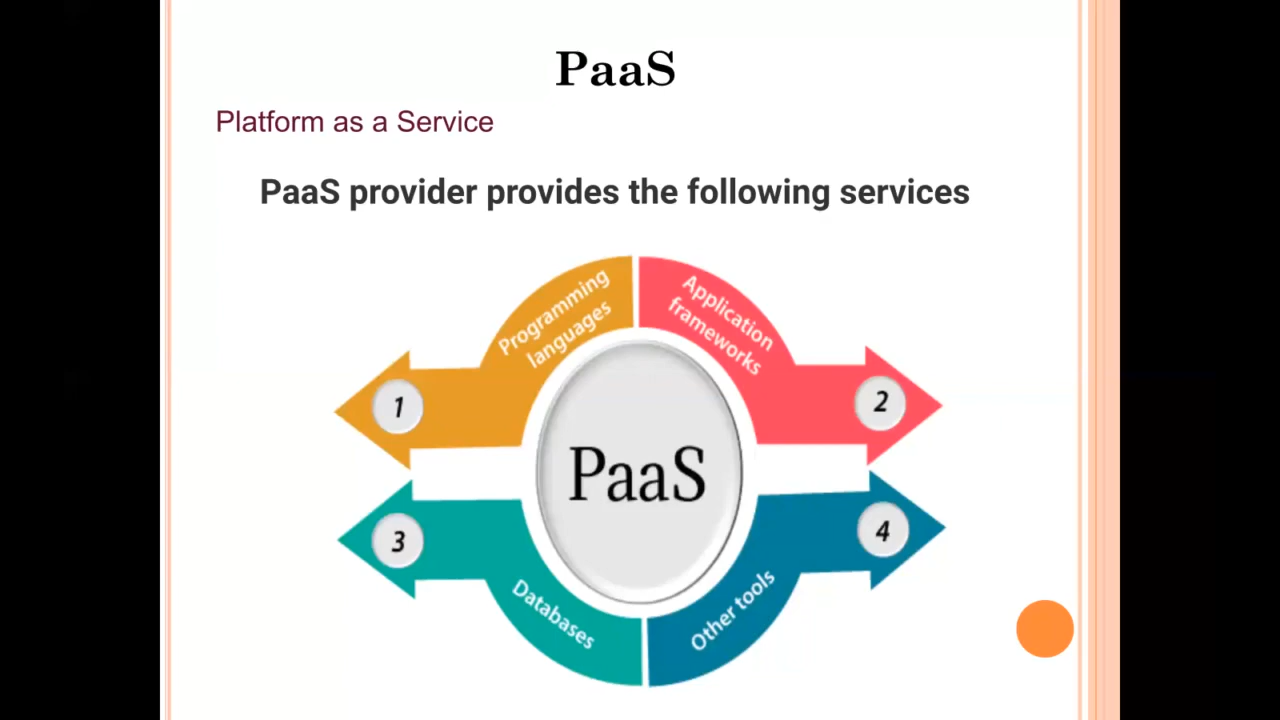 PaaS
Platform as a Service
PaaS provider provides the following services
Programming
languages
Application
frameworks
1
2
PaaS
3
4
Databases
Other tools